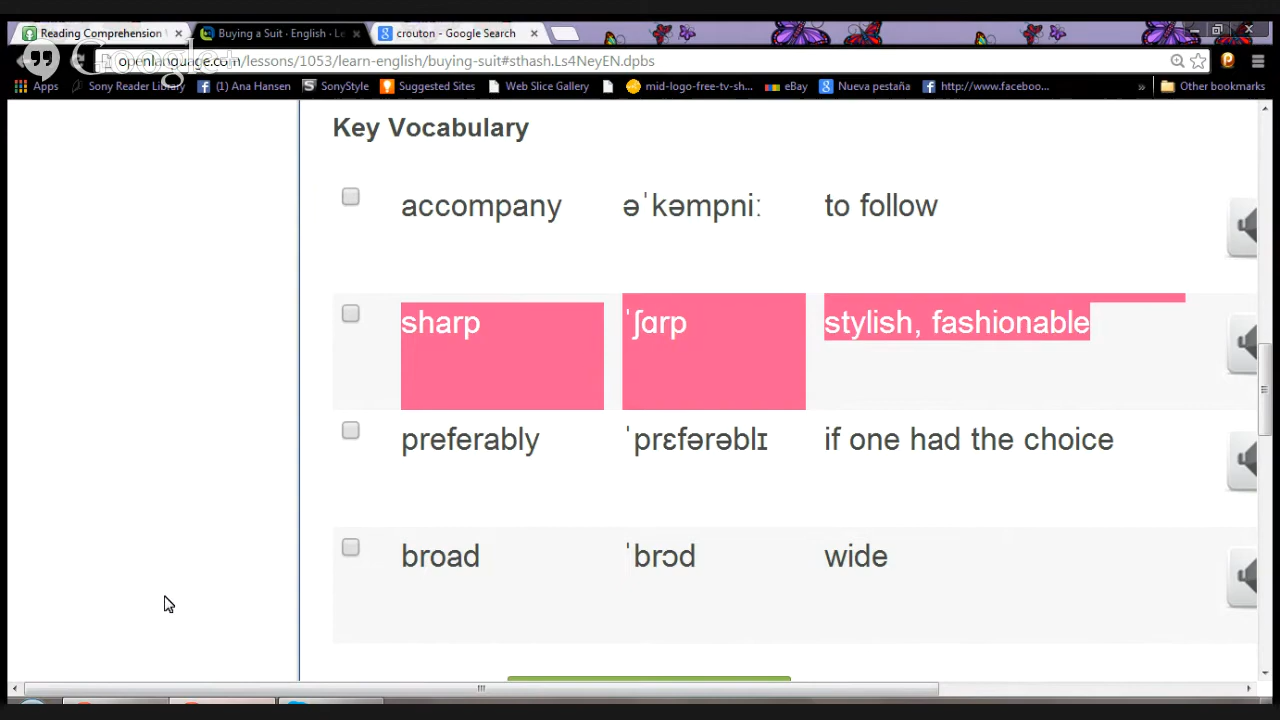 Reading Comprehension
Buying a Suit · English · Le
crouton - Google Search
Google+
openlanguage.com/lessons/1053/learn-english/buying-suit#sthash.Ls4NeyEN.dpbs
Apps
Sony Reader Library
(1) Ana Hansen
SonyStyle
Suggested Sites
Web Slice Gallery
mid-logo-free-tv-sh...
eBay
Nueva pestaña
http://www.faceboo...
»
Other bookmarks
Key Vocabulary
accompany əˈkəmpniː to follow
sharp ˈʃɑrp stylish, fashionable
preferably ˈprɛfərəblɪ if one had the choice
broad ˈbrɔd wide